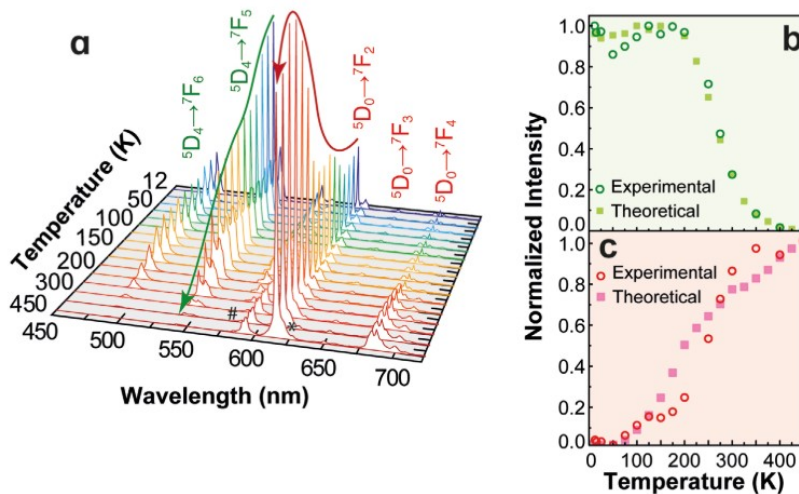 a
⁵D₄→⁷F₆
⁵D₄→⁷F₅
⁵D₀→⁷F₂
⁵D₀→⁷F₃
⁵D₀→⁷F₄
Temperature (K)
12
50
100
150
200
300
450
450
500
550
600
650
700
#
*
Wavelength (nm)
Normalized Intensity
b
1.0
0.8
0.6
0.4
0.2
0.0
Experimental
Theoretical
c
1.0
0.8
0.6
0.4
0.2
0.0
Experimental
Theoretical
0 100 200 300 400
Temperature (K)